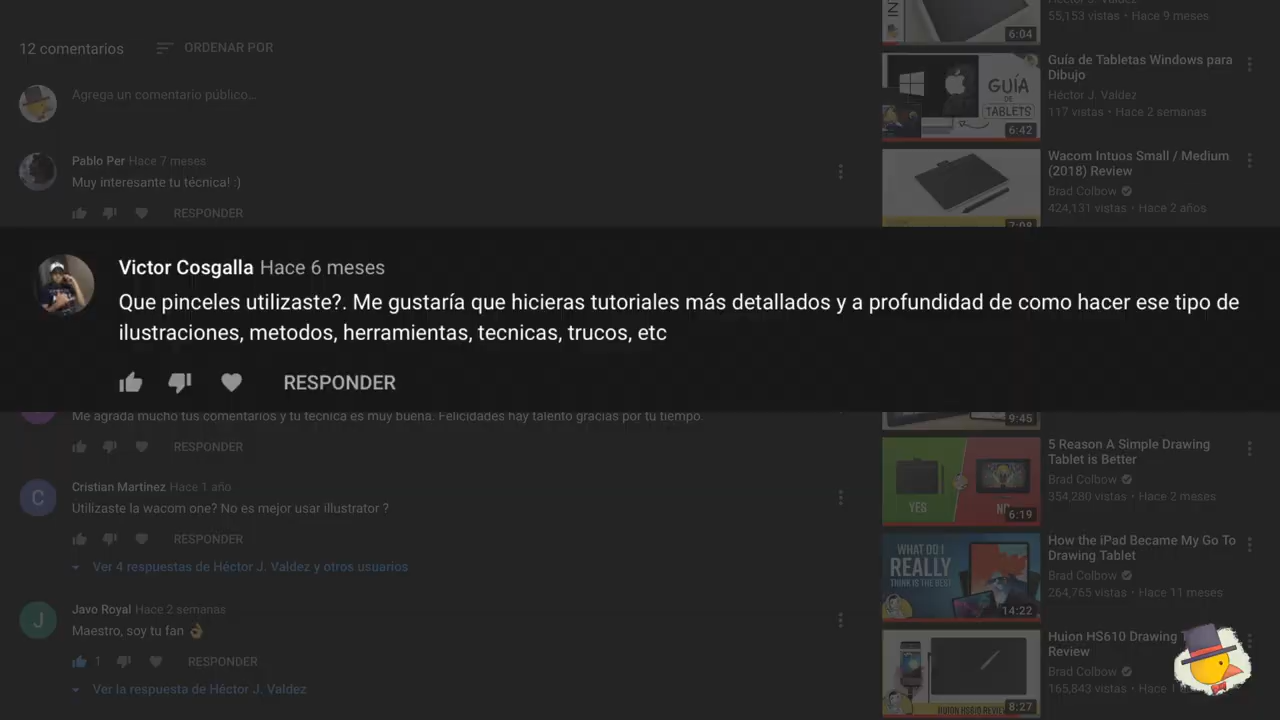 12 comentarios
ORDENAR POR
Agrega un comentario público...
Pablo Per Hace 7 meses
Muy interesante tu técnica! :)
RESPONDER
Victor Cosgalla Hace 6 meses
Que pinceles utilizaste?. Me gustaría que hicieras tutoriales más detallados y a profundidad de como hacer ese tipo de
ilustraciones, metodos, herramientas, tecnicas, trucos, etc
RESPONDER
Me agrada mucho tus comentarios y tu tecnica es muy buena. Felicidades hay talento gracias por tu tiempo.
RESPONDER
C
Cristian Martinez Hace 1 año
Utilizaste la wacom one? No es mejor usar illustrator ?
RESPONDER
Ver 4 respuestas de Héctor J. Valdez y otros usuarios
J
Javo Royal Hace 2 semanas
Maestro, soy tu fan 👌
1
RESPONDER
Ver la respuesta de Héctor J. Valdez
Héctor J. Valdez
55,153 vistas • Hace 9 meses
6:04
Guía de Tabletas Windows para
Dibujo
Héctor J. Valdez
117 vistas • Hace 2 semanas
GUÍA
DE
TABLETS
6:42
Wacom Intuos Small / Medium
(2018) Review
Brad Colbow
424,131 vistas • Hace 2 años
7:08
9:45
5 Reason A Simple Drawing
Tablet is Better
Brad Colbow
354,280 vistas • Hace 2 meses
YES
NO
6:19
How the iPad Became My Go To
Drawing Tablet
Brad Colbow
264,765 vistas • Hace 11 meses
WHAT DO I
REALLY
THINK IS THE BEST
14:22
Huion HS610 Drawing
Review
Brad Colbow
165,843 vistas • Hace 1
HUION HS610 REVIEW
8:27